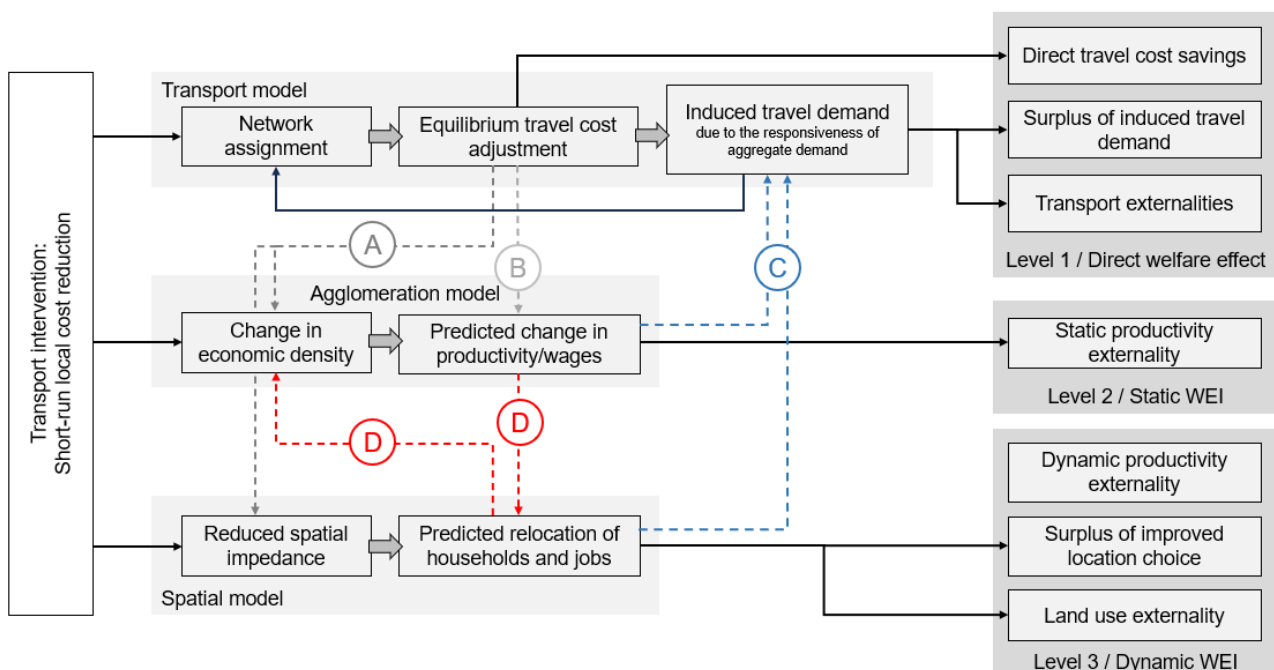 Transport intervention:
Short-run local cost reduction
Transport model
Network
assignment
Equilibrium travel cost
adjustment
Induced travel demand
due to the responsiveness of
aggregate demand
A
B
C
Agglomeration model
Change in
economic density
Predicted change in
productivity/wages
D
D
Reduced spatial
impedance
Predicted relocation of
households and jobs
Spatial model
Direct travel cost savings
Surplus of induced travel
demand
Transport externalities
Level 1 / Direct welfare effect
Static productivity
externality
Level 2 / Static WEI
Dynamic productivity
externality
Surplus of improved
location choice
Land use externality
Level 3 / Dynamic WEI